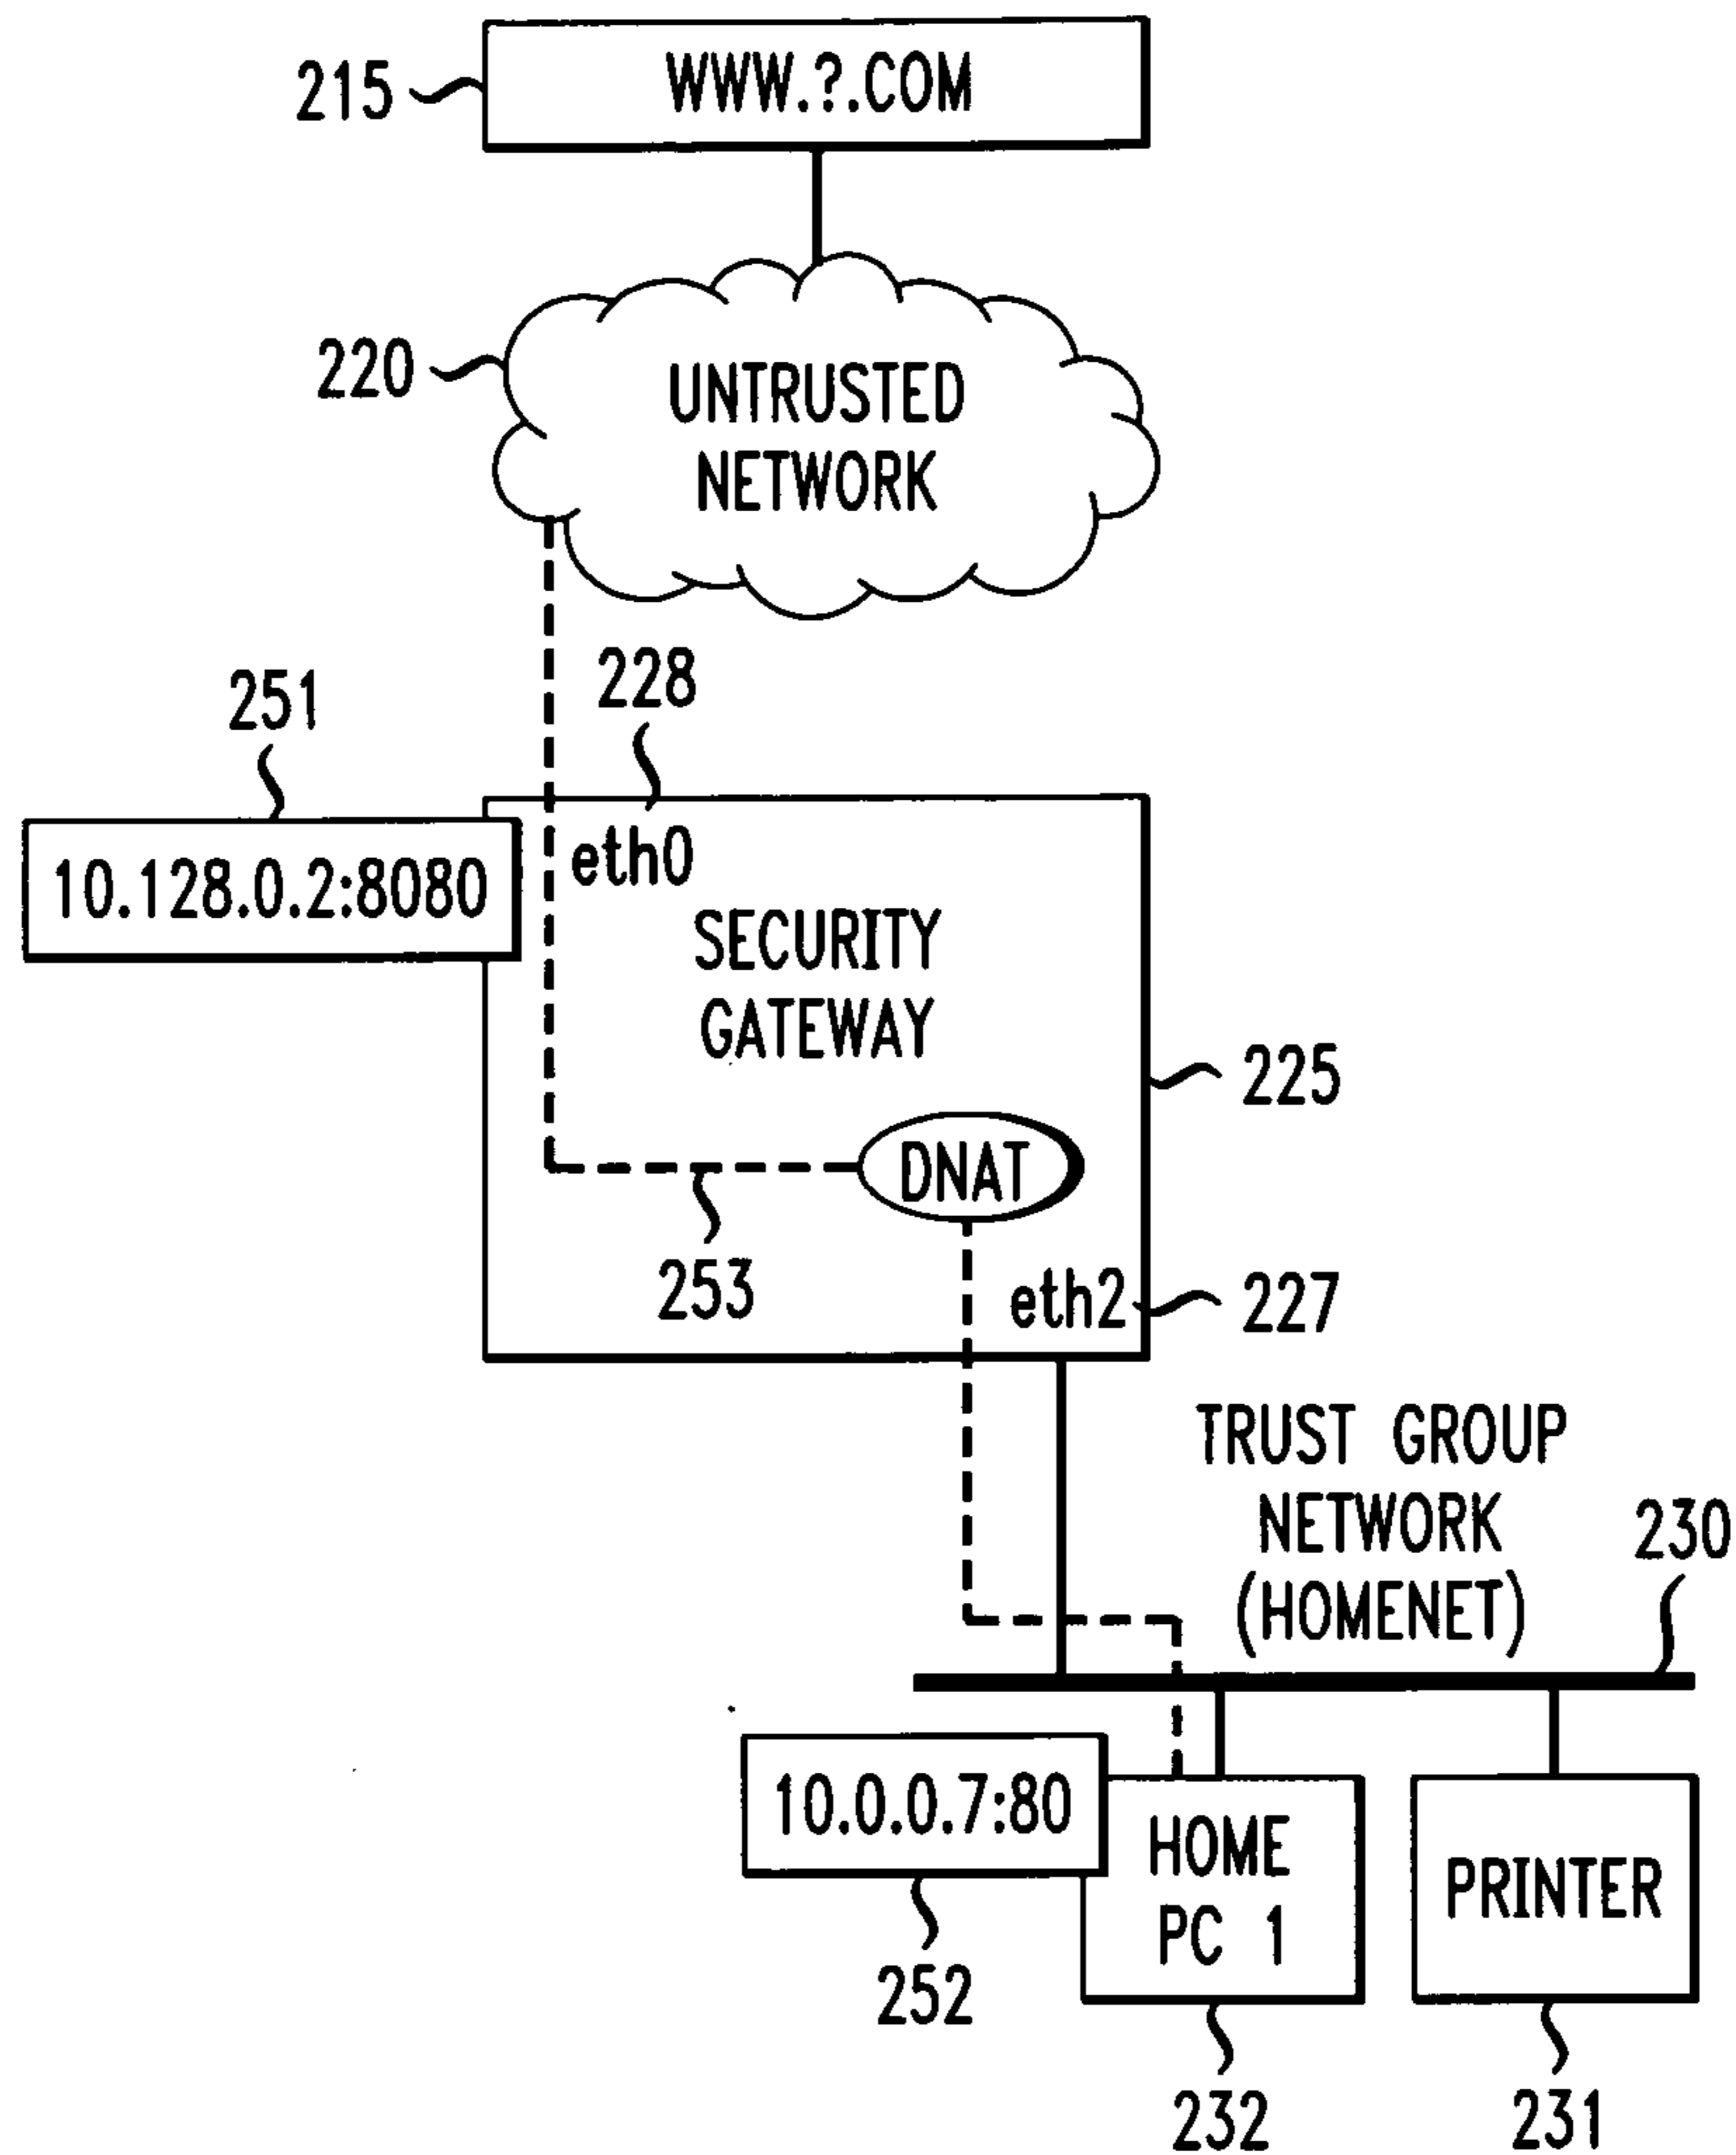 WWW.?.COM
215
220
UNTRUSTED
NETWORK
228
251
eth0
10.128.0.2:8080
SECURITY
GATEWAY
225
DNAT
253
eth2
227
TRUST GROUP
NETWORK
(HOMENET)
230
10.0.0.7:80
HOME
PC 1
PRINTER
252
232
231